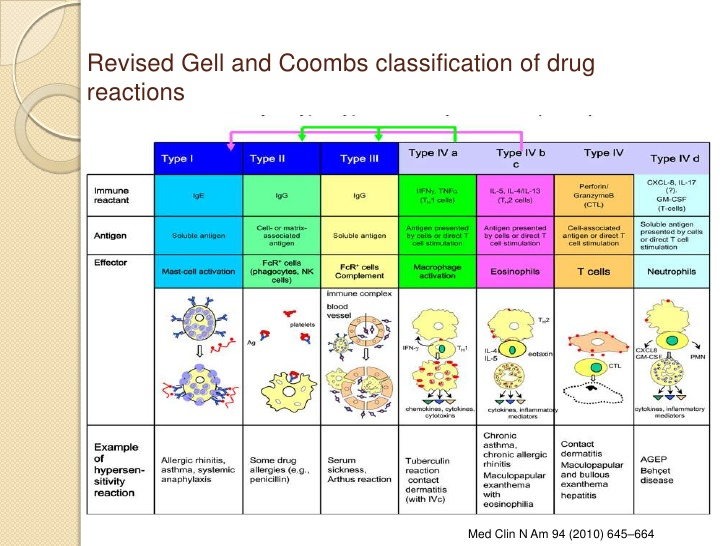 Revised Gell and Coombs classification of drug
reactions
Type I
Type II
Type III
Type IV a
Type IV b
c
Type IV
Type IV d
Immune
reactant
IgE
IgG
IgG
IFNγ, TNFα
(TH1 cells)
IL-5, IL-4/IL-13
(TH2 cells)
Perforin/
GranzymeB
(CTL)
CXCL-8, IL-17
(?),
GM-CSF
(T-cells)
Antigen
Soluble antigen
Cell- or matrix-
associated
antigen
Soluble antigen
Antigen presented
by cells or direct T
cell stimulation
Antigen presented
by cells or direct T
cell stimulation
Cell-associated
antigen or direct T
cell stimulation
Soluble antigen
presented by cells
or direct T cell
stimulation
Effector
Mast-cell activation
FcR+ cells
(phagocytes, NK
cells)
FcR+ cells
Complement
Macrophage
activation
Eosinophils
T cells
Neutrophils
Ag
platelets
immune complex
blood
vessel
IFN-γ
TH1
chemokines, cytokines,
cytotoxins
TH2
IL-4
IL-5
eotaxin
cytokines, inflammatory
mediators
CTL
CXCL8
GM-CSF
PMN
cytokines, inflammatory
mediators
Example
of
hypersen-
sitivity
reaction
Allergic rhinitis,
asthma, systemic
anaphylaxis
Some drug
allergies (e.g.,
penicillin)
Serum
sickness,
Arthus reaction
Tuberculin
reaction
contact
dermatitis
(with IVc)
Chronic
asthma,
chronic allergic
rhinitis
Maculopapular
exanthema
with
eosinophilia
Contact
dermatitis
Maculopapular
and bullous
exanthema
hepatitis
AGEP
Behçet
disease
Med Clin N Am 94 (2010) 645–664